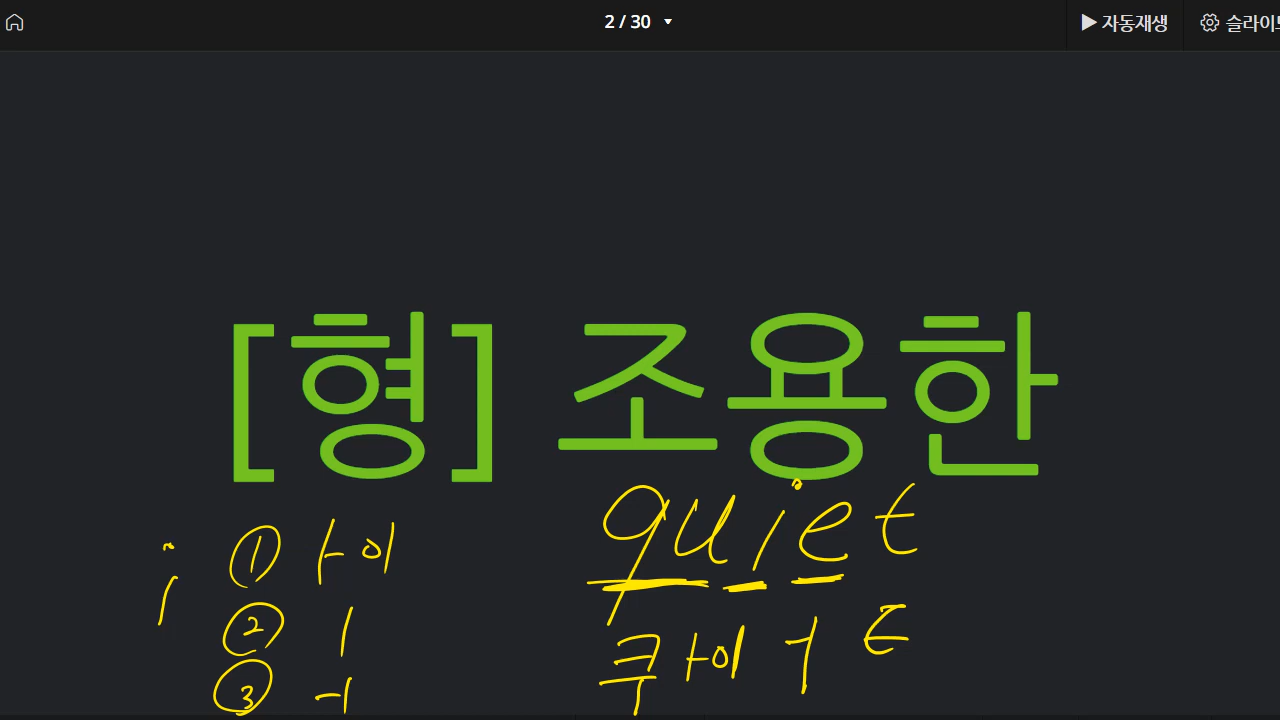 2 / 30
▶ 자동재생
슬라이드
[형] 조용한
quiet
i ① ㅏ이
② ㅣ
③ ㅓ
쿠 ㅏ이 ㅓ ㅌ